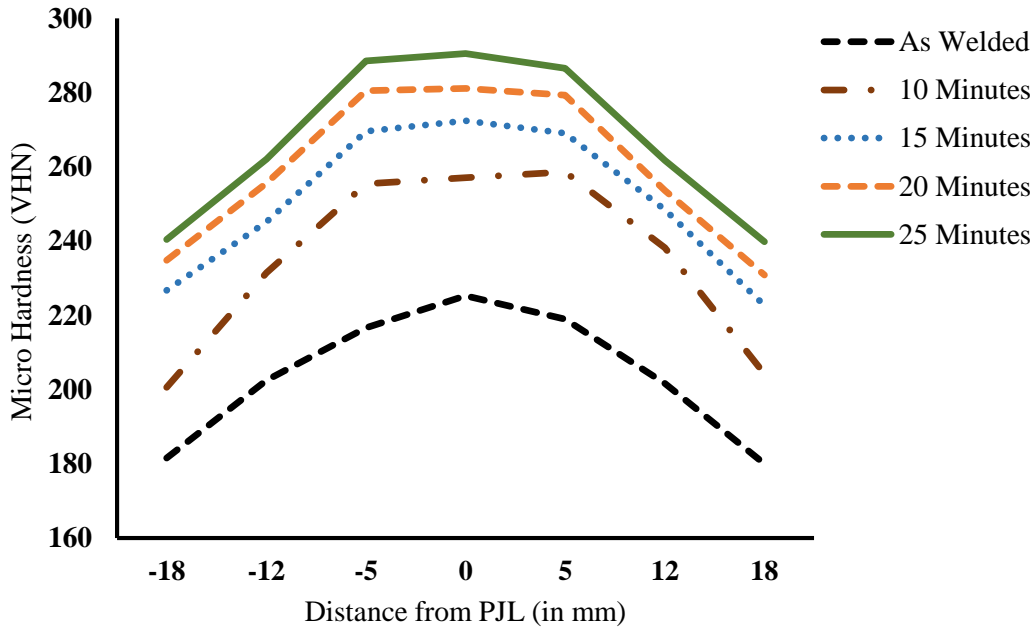 300
280
260
240
220
200
180
160
Micro Hardness (VHN)
-18 -12 -5 0 5 12 18
Distance from PJL (in mm)
As Welded
10 Minutes
15 Minutes
20 Minutes
25 Minutes